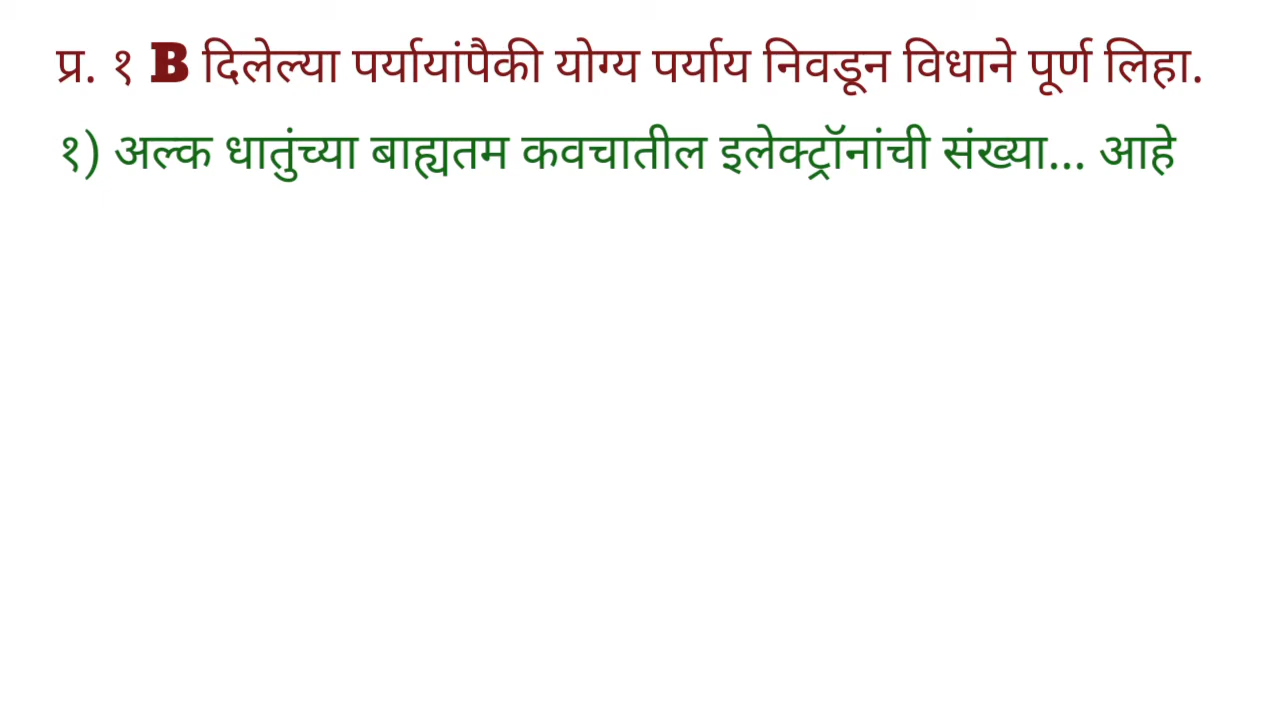 प्र. १ B दिलेल्या पर्यायांपैकी योग्य पर्याय निवडून विधाने पूर्ण लिहा.
१) अल्क धातुंच्या बाह्यतम कवचातील इलेक्ट्रॉनांची संख्या... आहे